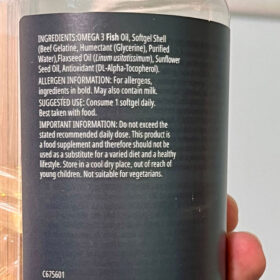 INGREDIENTS:OMEGA 3 Fish Oil, Softgel Shell
(Beef Gelatine, Humectant (Glycerine), Purified
Water),Flaxseed Oil (Linum usitatissimum), Sunflower
Seed Oil, Antioxidant (DL-Alpha-Tocopherol).
ALLERGEN INFORMATION: For allergens,
ingredients in bold. May also contain milk.
SUGGESTED USE: Consume 1 softgel daily.
Best taken with food.
IMPORTANT INFORMATION: Do not exceed the
stated recommended daily dose. This product is
a food supplement and therefore should not be
used as a substitute for a varied diet and a healthy
lifestyle. Store in a cool dry place, out of reach of
young children. Not suitable for vegetarians.
C675601